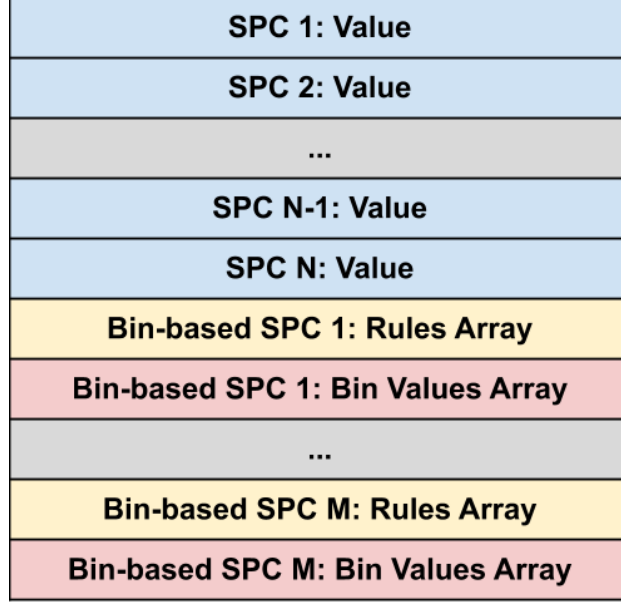 SPC 1: Value
SPC 2: Value
...
SPC N-1: Value
SPC N: Value
Bin-based SPC 1: Rules Array
Bin-based SPC 1: Bin Values Array
...
Bin-based SPC M: Rules Array
Bin-based SPC M: Bin Values Array